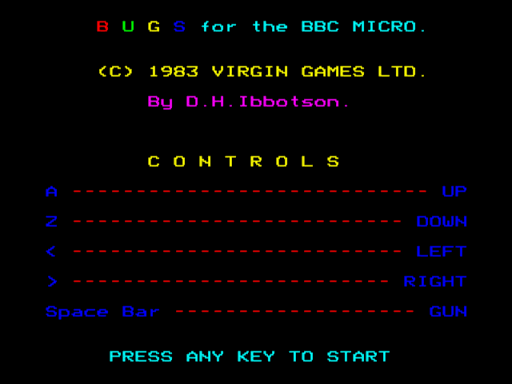 B U G S for the BBC MICRO.
(C) 1983 VIRGIN GAMES LTD.
By D.H.Ibbotson.
C O N T R O L S
A ---------------------------- UP
Z -------------------------- DOWN
< -------------------------- LEFT
> ------------------------- RIGHT
Space Bar ------------------- GUN
PRESS ANY KEY TO START